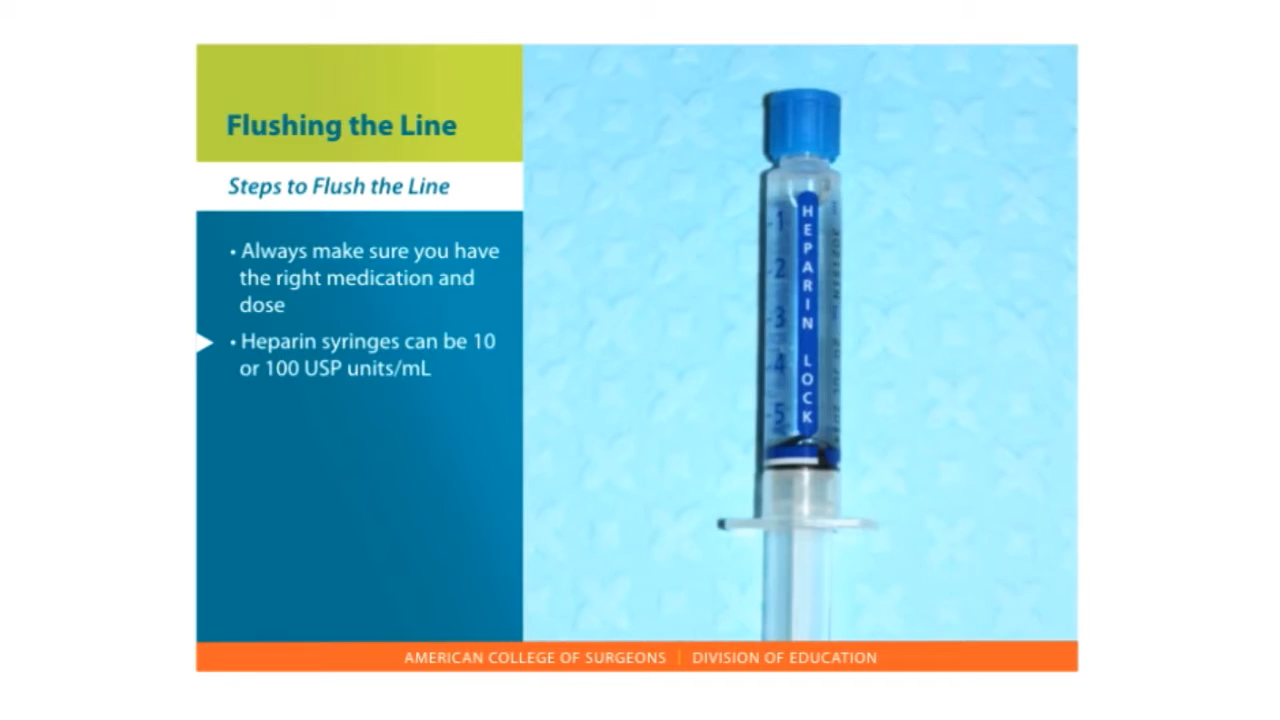 Flushing the Line
Steps to Flush the Line
• Always make sure you have
the right medication and
dose
• Heparin syringes can be 10
or 100 USP units/mL
1
2
3
4
5
HEPARIN LOCK
AMERICAN COLLEGE OF SURGEONS | DIVISION OF EDUCATION